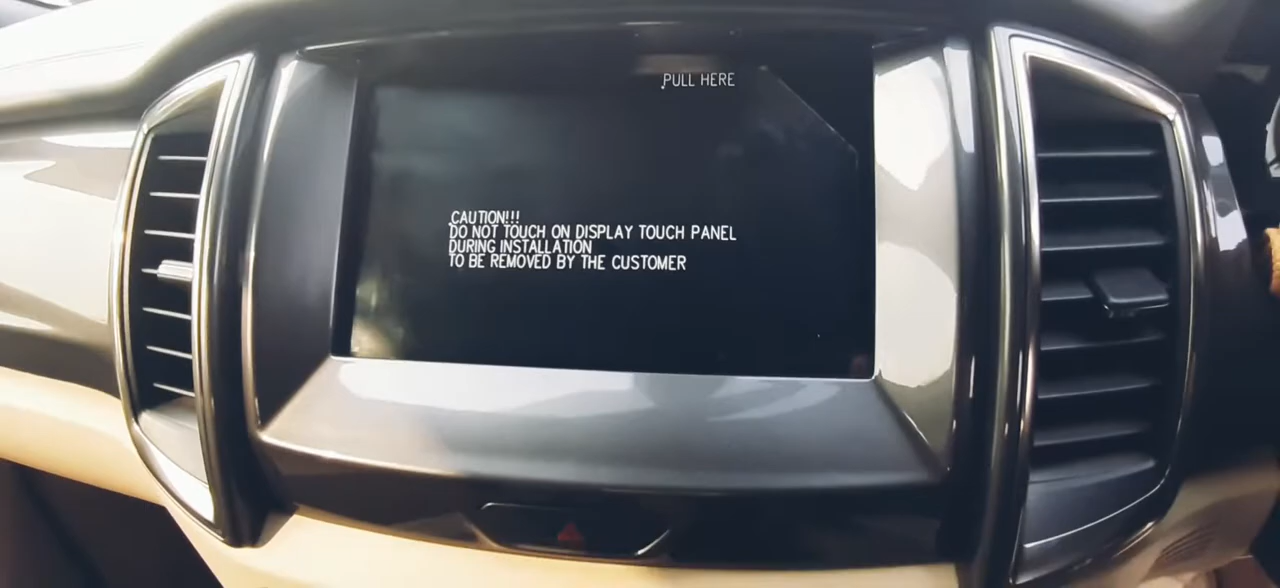 PULL HERE
CAUTION!!!
DO NOT TOUCH ON DISPLAY TOUCH PANEL
DURING INSTALLATION
TO BE REMOVED BY THE CUSTOMER